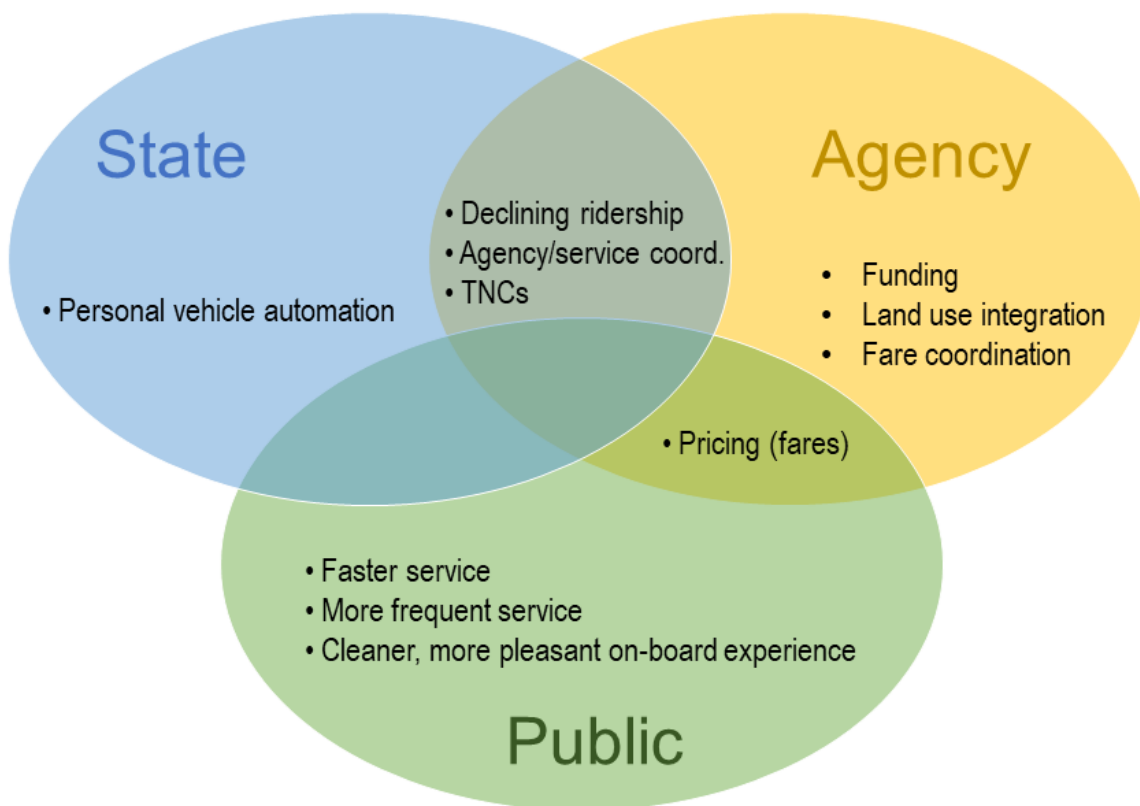 State
Agency
• Declining ridership
• Agency/service coord.
• TNCs
• Personal vehicle automation
• Funding
• Land use integration
• Fare coordination
• Pricing (fares)
• Faster service
• More frequent service
• Cleaner, more pleasant on-board experience
Public